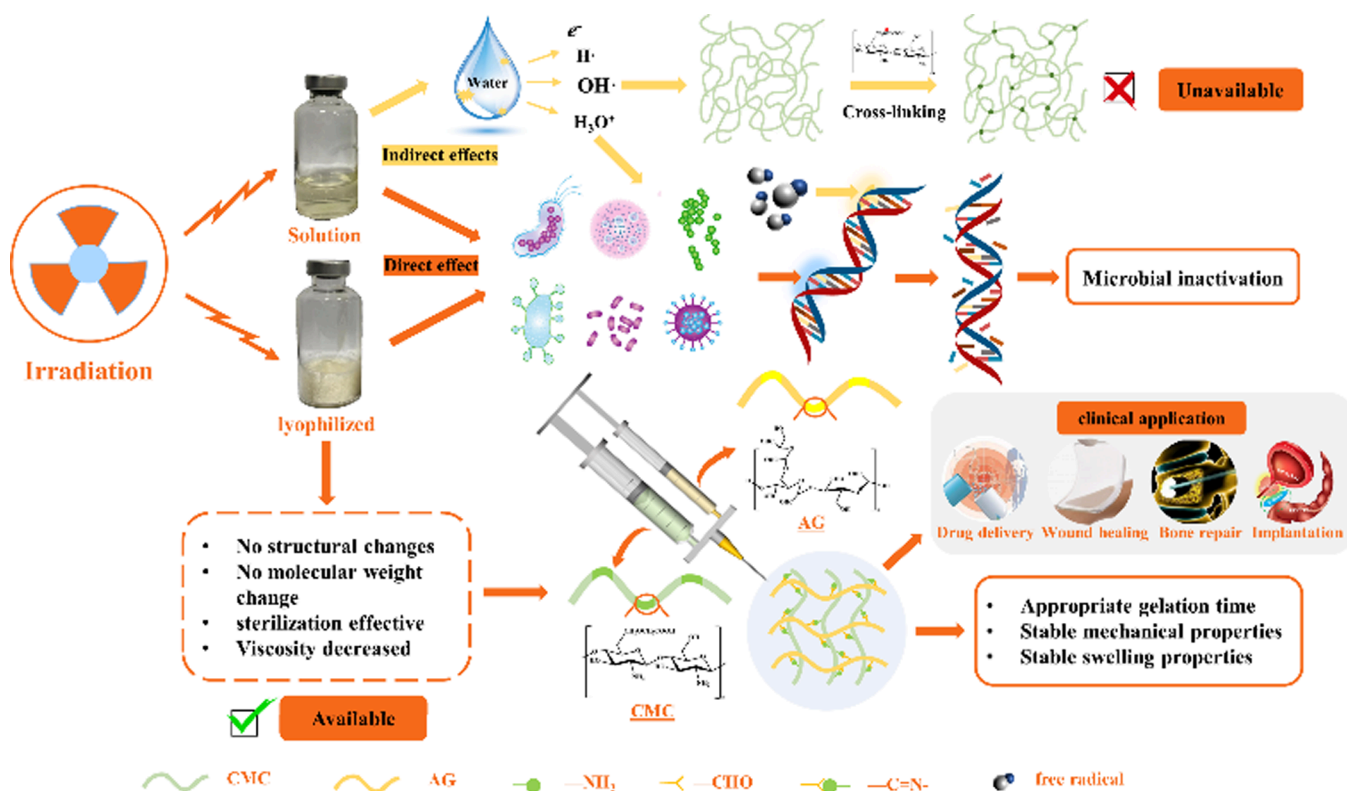 e-
H·
Water
OH·
H₃O⁺
Cross-linking
Unavailable
Indirect effects
Solution
Direct effect
Microbial inactivation
Irradiation
lyophilized
clinical application
AG
Drug delivery
Wound healing
Bone repair
Implantation
• No structural changes
• No molecular weight
change
• sterilization effective
• Viscosity decreased
• Appropriate gelation time
• Stable mechanical properties
• Stable swelling properties
CMC
Available
CMC
AG
—NH₂
—CHO
—C=N-
free radical